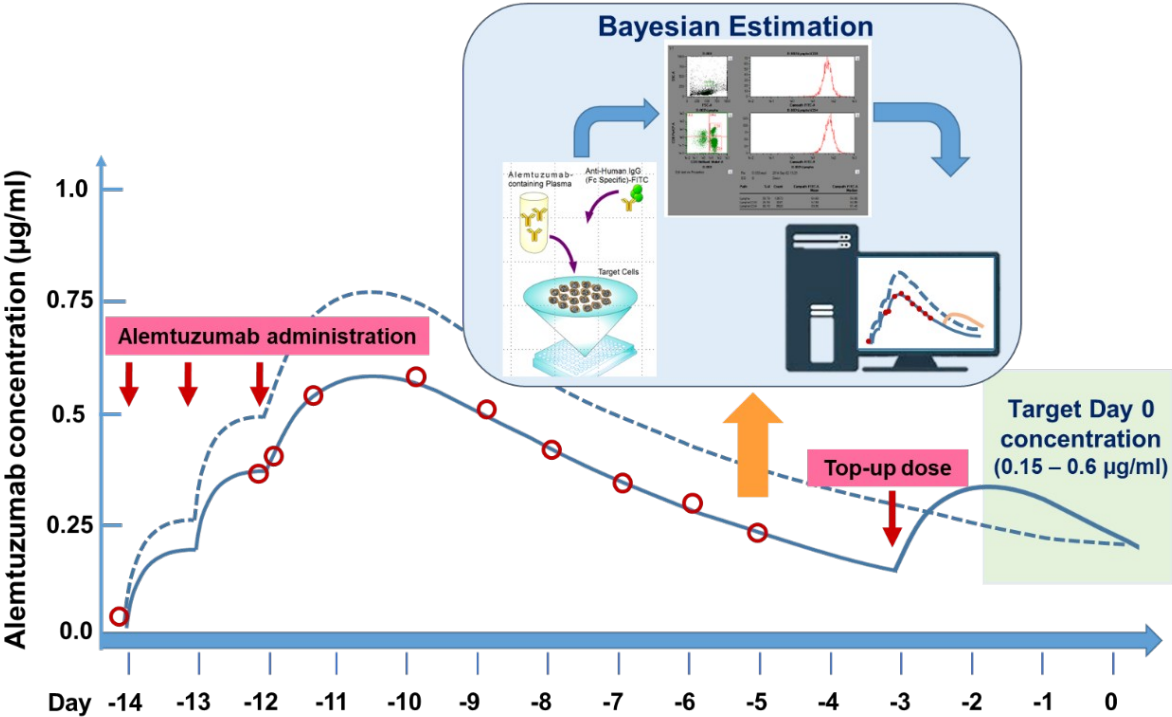 Bayesian Estimation
Alemtuzumab-
containing Plasma
Anti-Human IgG
(Fc Specific)-FITC
Target Cells
Alemtuzumab concentration (µg/ml)
1.0
0.75
0.5
0.25
0.0
Alemtuzumab administration
Top-up dose
Target Day 0
concentration
(0.15 – 0.6 µg/ml)
Day -14 -13 -12 -11 -10 -9 -8 -7 -6 -5 -4 -3 -2 -1 0